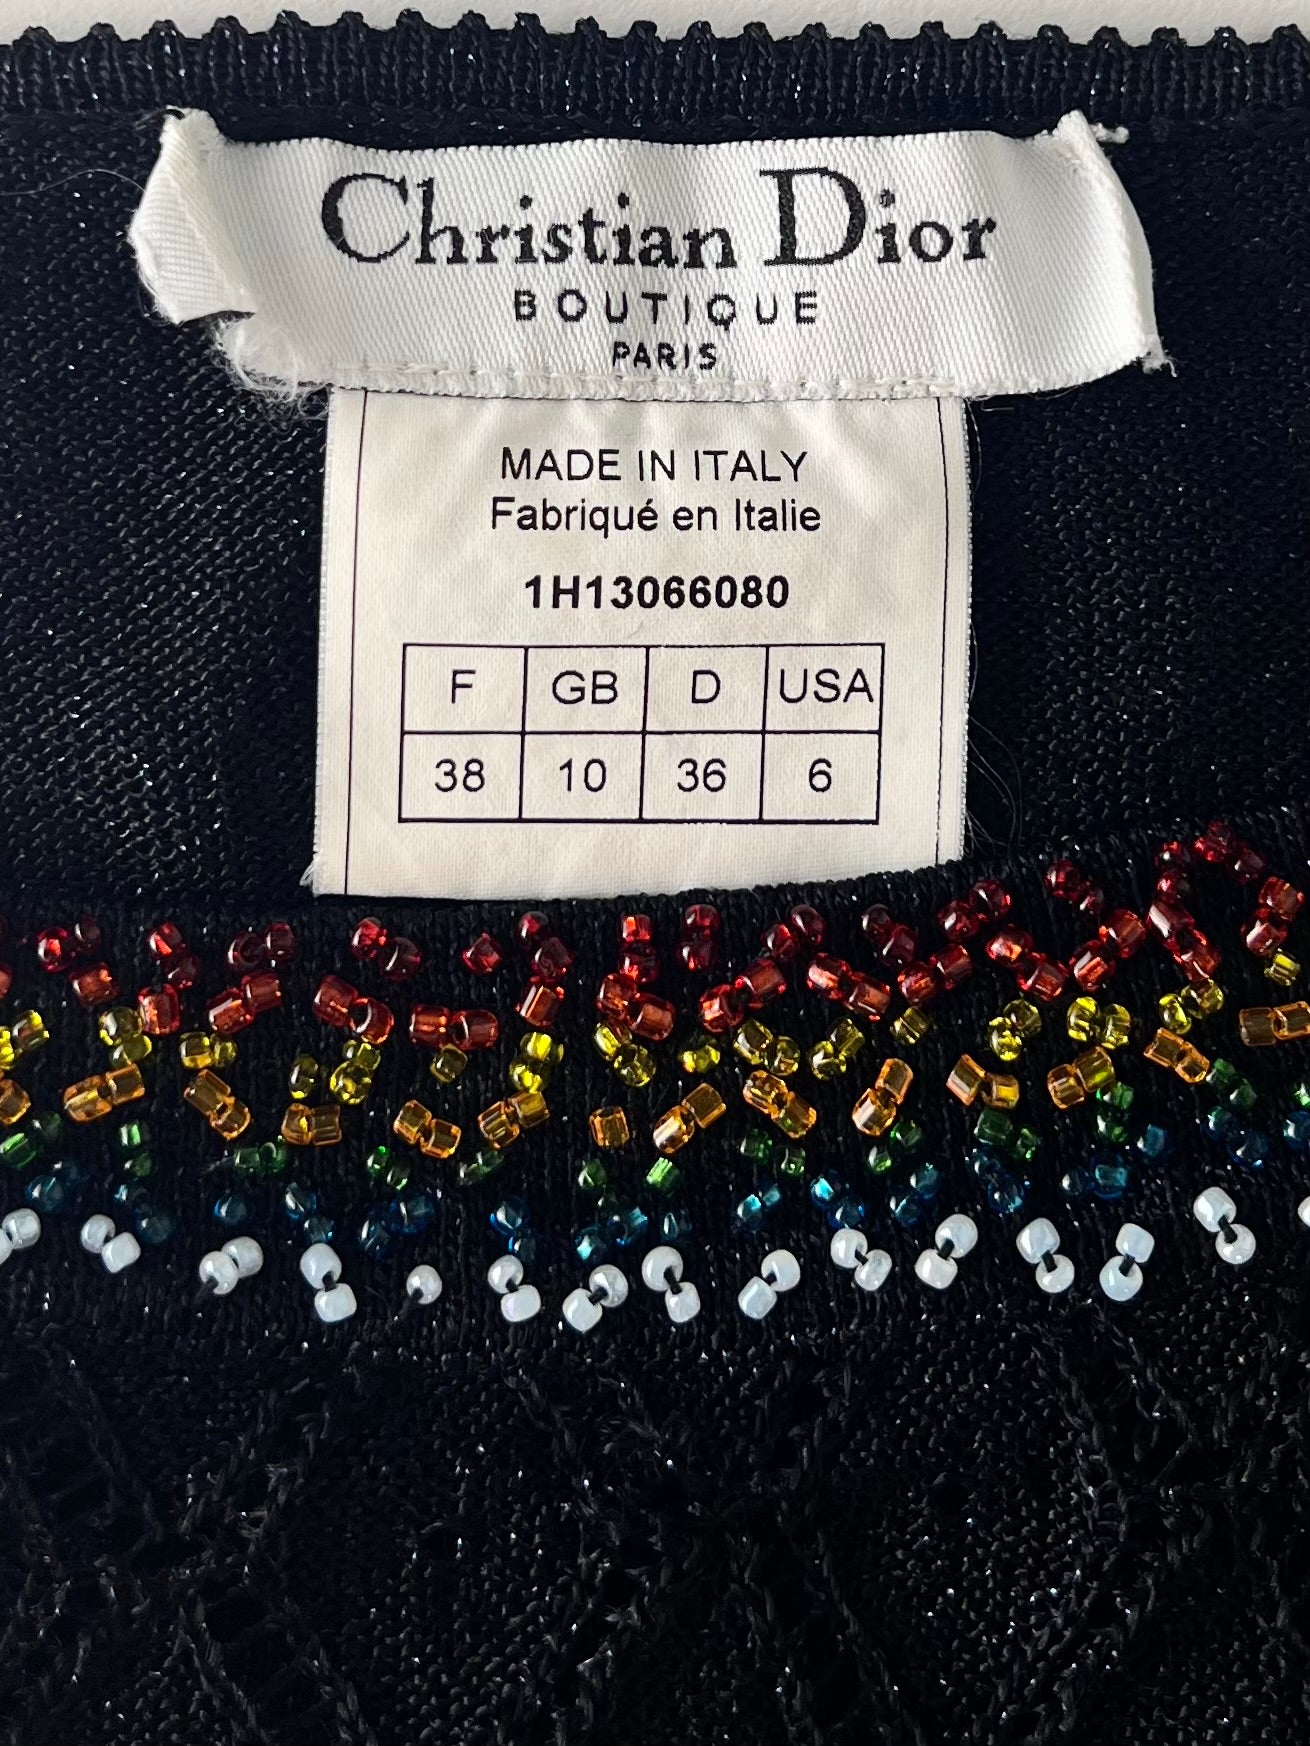 Christian Dior
BOUTIQUE
PARIS
MADE IN ITALY
Fabriqué en Italie
1H13066080
F GB D USA
38 10 36 6